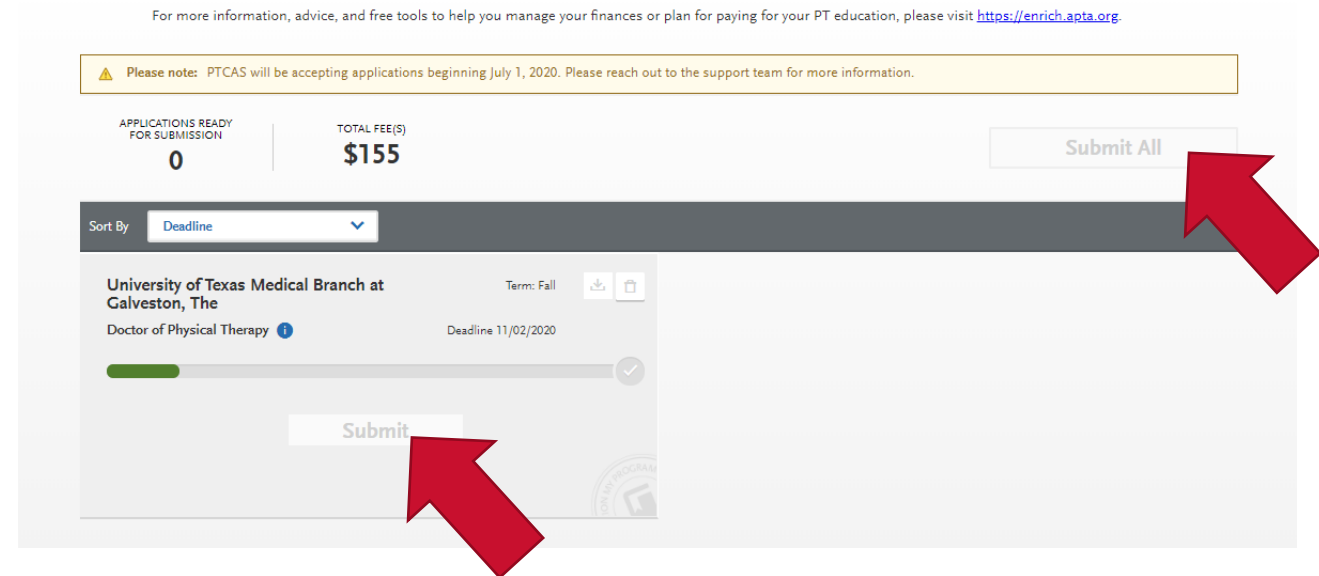 For more information, advice, and free tools to help you manage your finances or plan for paying for your PT education, please visit https://enrich.apta.org.
Please note: PTCAS will be accepting applications beginning July 1, 2020. Please reach out to the support team for more information.
APPLICATIONS READY
FOR SUBMISSION
0
TOTAL FEE(S)
$155
Submit All
Sort By
Deadline
University of Texas Medical Branch at
Galveston, The
Term: Fall
Doctor of Physical Therapy
Deadline 11/02/2020
Submit